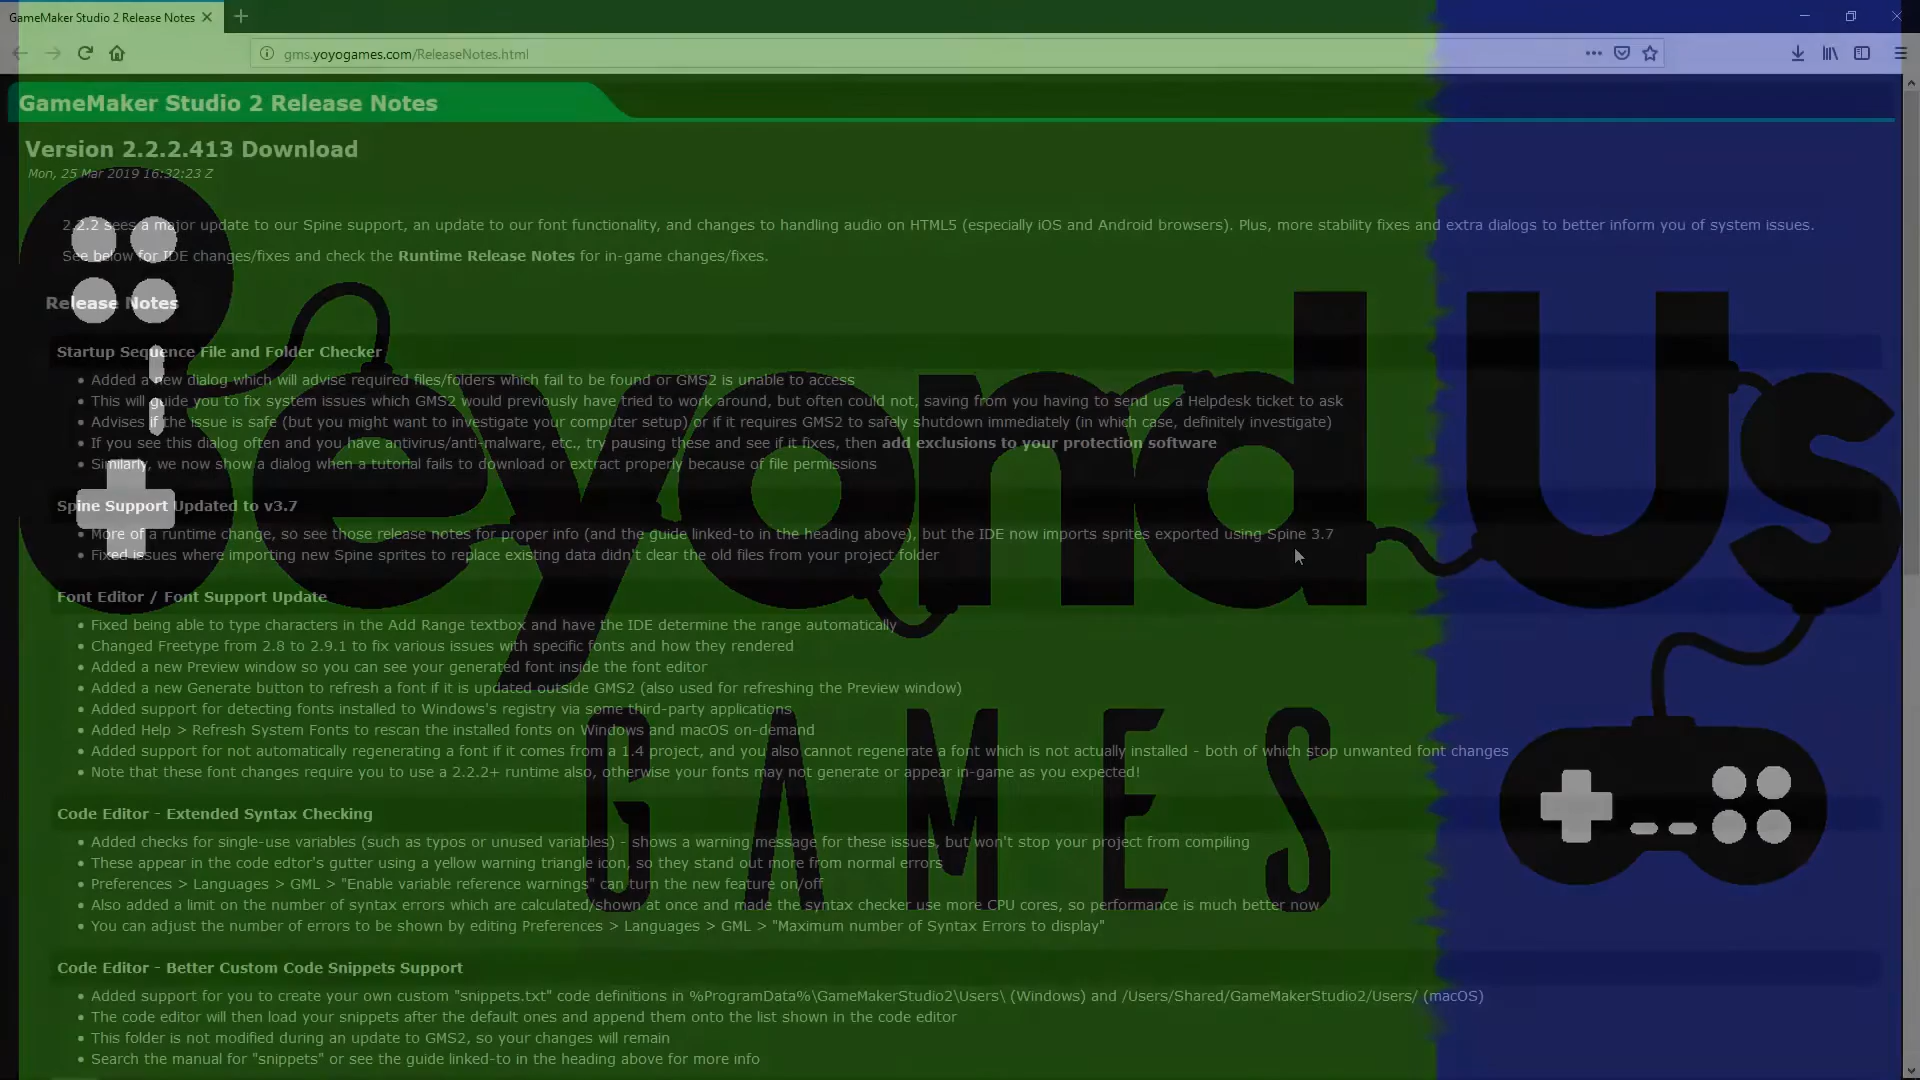 GameMaker Studio 2 Release Notes
gms.yoyogames.com/ReleaseNotes.html
GameMaker Studio 2 Release Notes
Version 2.2.2.413 Download
Mon, 25 Mar 2019 16:32:23 Z
2.2.2 sees a major update to our Spine support, an update to our font functionality, and changes to handling audio on HTML5 (especially iOS and Android browsers). Plus, more stability fixes and extra dialogs to better inform you of system issues.
See below for IDE changes/fixes and check the Runtime Release Notes for in-game changes/fixes.
Release Notes
Startup Sequence File and Folder Checker
• Added a new dialog which will advise required files/folders which fail to be found or GMS2 is unable to access
• This will guide you to fix system issues which GMS2 would previously have tried to work around, but often could not, saving from you having to send us a Helpdesk ticket to ask
• Advises if the issue is safe (but you might want to investigate your computer setup) or if it requires GMS2 to safely shutdown immediately (in which case, definitely investigate)
• If you see this dialog often and you have antivirus/anti-malware, etc., try pausing these and see if it fixes, then add exclusions to your protection software
• Similarly, we now show a dialog when a tutorial fails to download or extract properly because of file permissions
Spine Support Updated to v3.7
• More of a runtime change, so see those release notes for proper info (and the guide linked-to in the heading above), but the IDE now imports sprites exported using Spine 3.7
• Fixed issues where importing new Spine sprites to replace existing data didn't clear the old files from your project folder
Font Editor / Font Support Update
• Fixed being able to type characters in the Add Range textbox and have the IDE determine the range automatically
• Changed Freetype from 2.8 to 2.9.1 to fix various issues with specific fonts and how they rendered
• Added a new Preview window so you can see your generated font inside the font editor
• Added a new Generate button to refresh a font if it is updated outside GMS2 (also used for refreshing the Preview window)
• Added support for detecting fonts installed to Windows's registry via some third-party applications
• Added Help > Refresh System Fonts to rescan the installed fonts on Windows and macOS on-demand
• Added support for not automatically regenerating a font if it comes from a 1.4 project, and you also cannot regenerate a font which is not actually installed - both of which stop unwanted font changes
• Note that these font changes require you to use a 2.2.2+ runtime also, otherwise your fonts may not generate or appear in-game as you expected!
Code Editor - Extended Syntax Checking
• Added checks for single-use variables (such as typos or unused variables) - shows a warning message for these issues, but won't stop your project from compiling
• These appear in the code editor's gutter using a yellow warning triangle icon, so they stand out more from normal errors
• Preferences > Languages > GML > "Enable variable reference warnings" can turn the new feature on/off
• Also added a limit on the number of syntax errors which are calculated/shown at once and made the syntax checker use more CPU cores, so performance is much better now
• You can adjust the number of errors to be shown by editing Preferences > Languages > GML > "Maximum number of Syntax Errors to display"
Code Editor - Better Custom Code Snippets Support
• Added support for you to create your own custom "snippets.txt" code definitions in %ProgramData%\GameMakerStudio2\Users\ (Windows) and /Users/Shared/GameMakerStudio2/Users/ (macOS)
• The code editor will then load your snippets after the default ones and append them onto the list shown in the code editor
• This folder is not modified during an update to GMS2, so your changes will remain
• Search the manual for "snippets" or see the guide linked-to in the heading above for more info
Beyond Us
GAMES